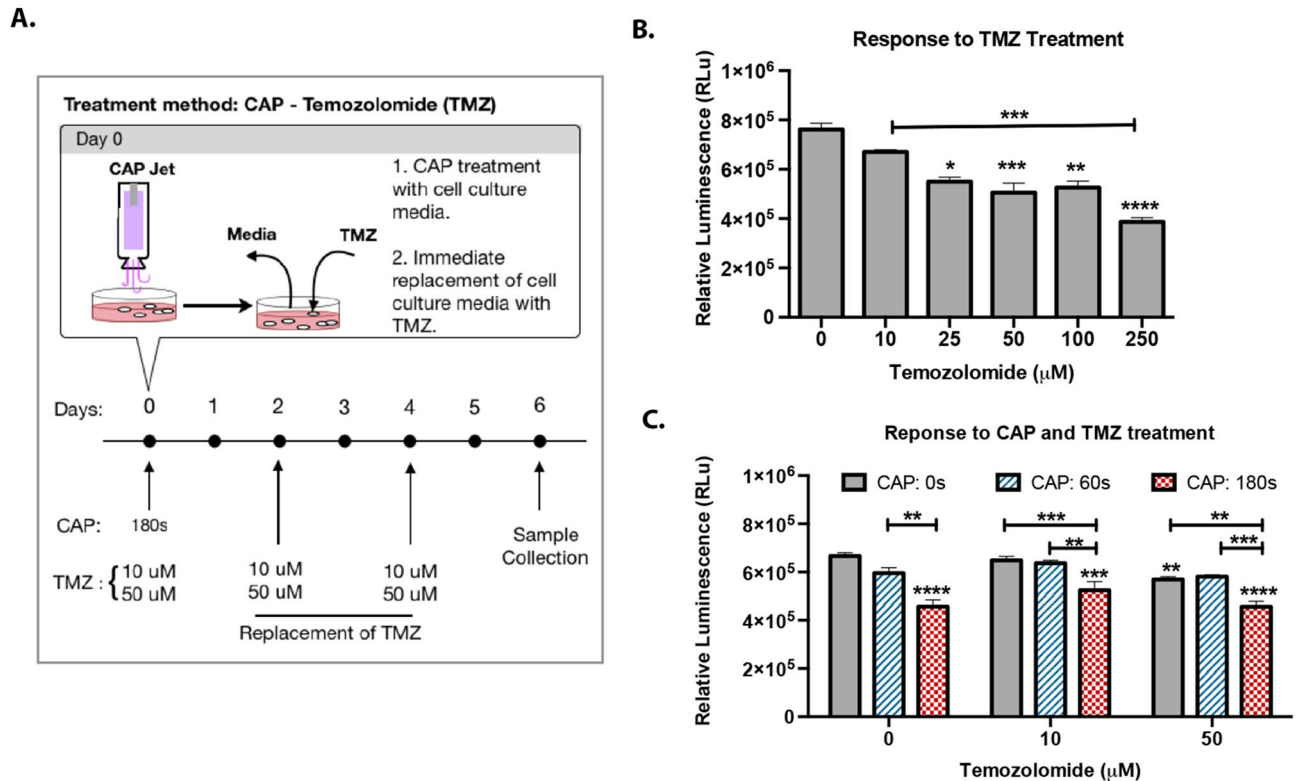 A.
Treatment method: CAP - Temozolomide (TMZ)
Day 0
CAP Jet
Media
TMZ
1. CAP treatment
with cell culture
media.
2. Immediate
replacement of cell
culture media with
TMZ.
Days: 0 1 2 3 4 5 6
CAP: 180s
Sample
Collection
TMZ : { 10 uM 10 uM 10 uM
50 uM 50 uM 50 uM
Replacement of TMZ
B.
Response to TMZ Treatment
Relative Luminescence (RLu)
1×10⁶
8×10⁵
6×10⁵
4×10⁵
2×10⁵
0
***
* *** ** ****
0 10 25 50 100 250
Temozolomide (μM)
C.
Reponse to CAP and TMZ treatment
Relative Luminescence (RLu)
1×10⁶
8×10⁵
6×10⁵
4×10⁵
2×10⁵
0
CAP: 0s CAP: 60s CAP: 180s
** *** **
** ***
**** *** ** ****
0 10 50
Temozolomide (μM)